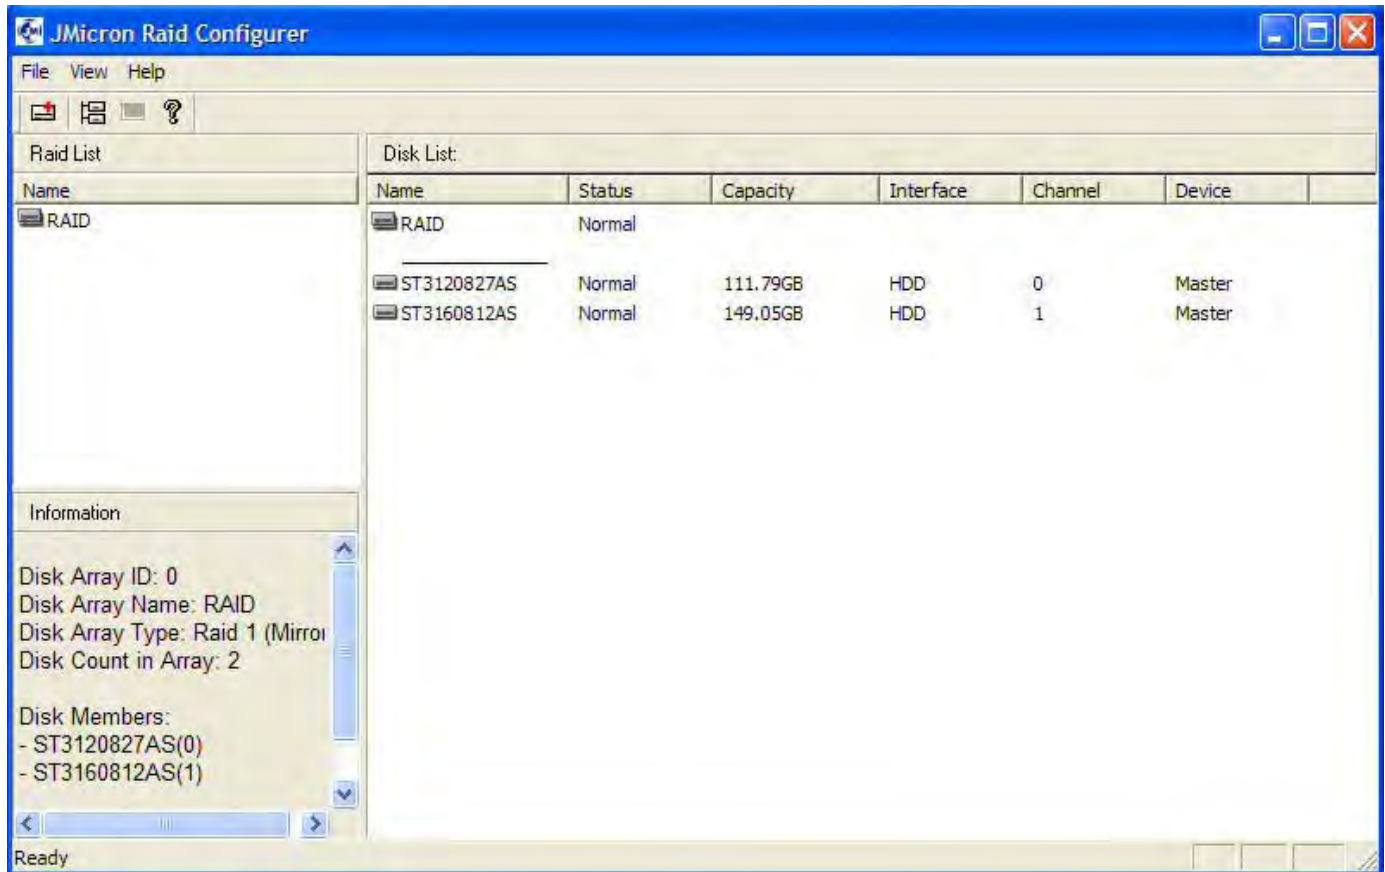 JMicron Raid Configurer
File View Help
Raid List
Disk List:
Name
Name Status Capacity Interface Channel Device
RAID
RAID Normal
ST3120827AS Normal 111.79GB HDD 0 Master
ST3160812AS Normal 149.05GB HDD 1 Master
Information
Disk Array ID: 0
Disk Array Name: RAID
Disk Array Type: Raid 1 (Mirror
Disk Count in Array: 2
Disk Members:
- ST3120827AS(0)
- ST3160812AS(1)
Ready